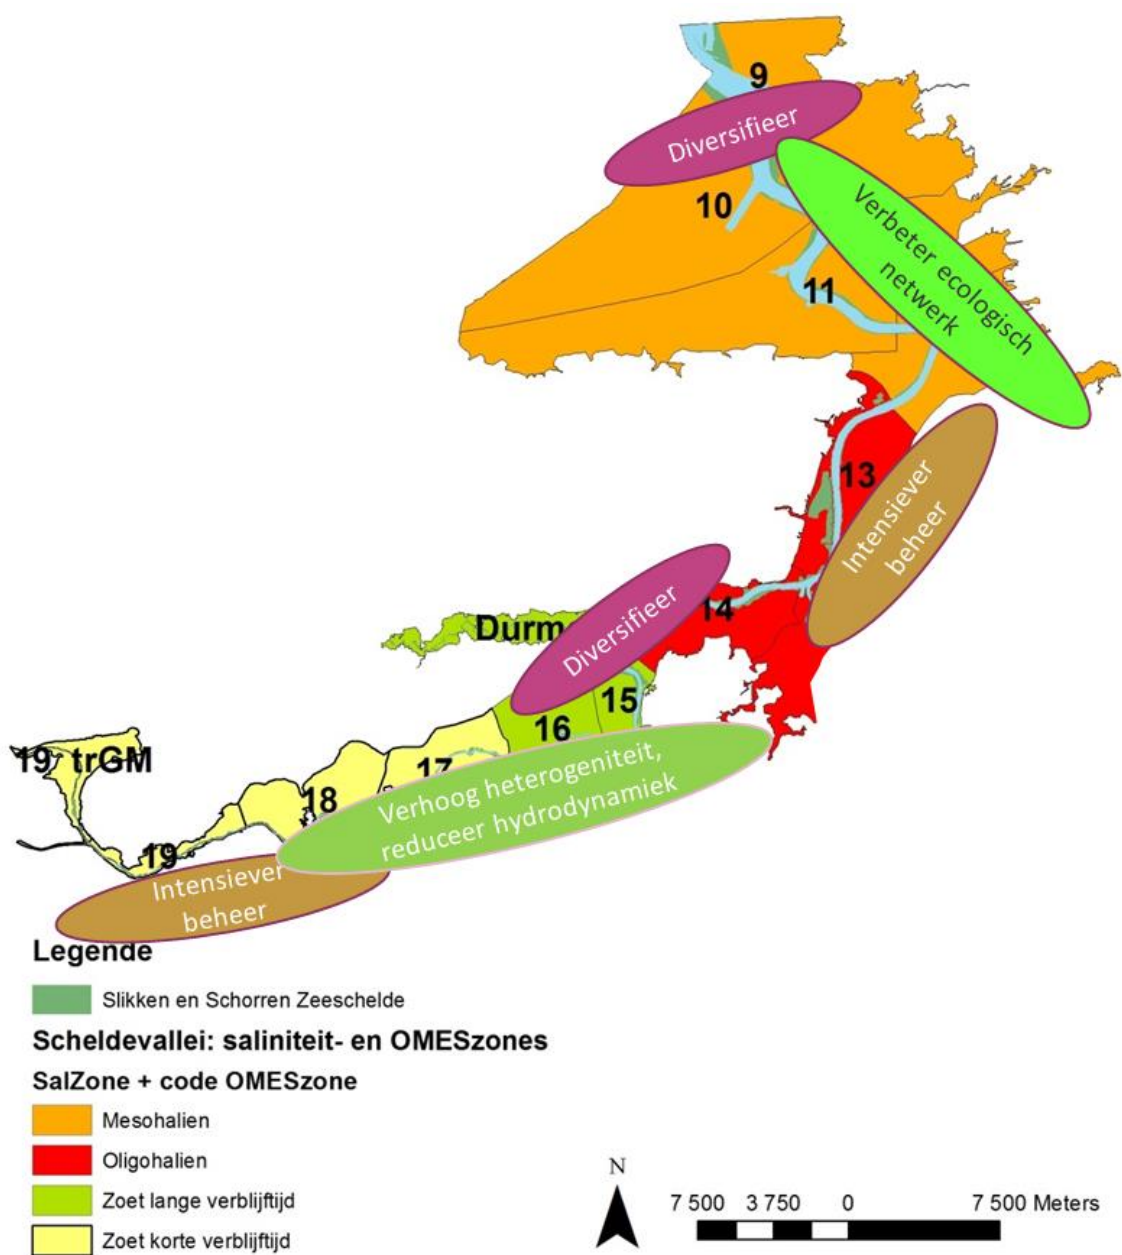 9
Diversifieer
10
Verbeter ecologisch
netwerk
11
13
Intensiever
beheer
14
Diversifieer
Durm
15
16
19 trGM
17
18
Verhoog heterogeniteit,
reduceer hydrodynamiek
19
Intensiever
beheer
Legende
Slikken en Schorren Zeeschelde
Scheldevallei: saliniteit- en OMESzones
SalZone + code OMESzone
Mesohalien
Oligohalien
Zoet lange verblijftijd
Zoet korte verblijftijd
N
7 500 3 750 0 7 500 Meters